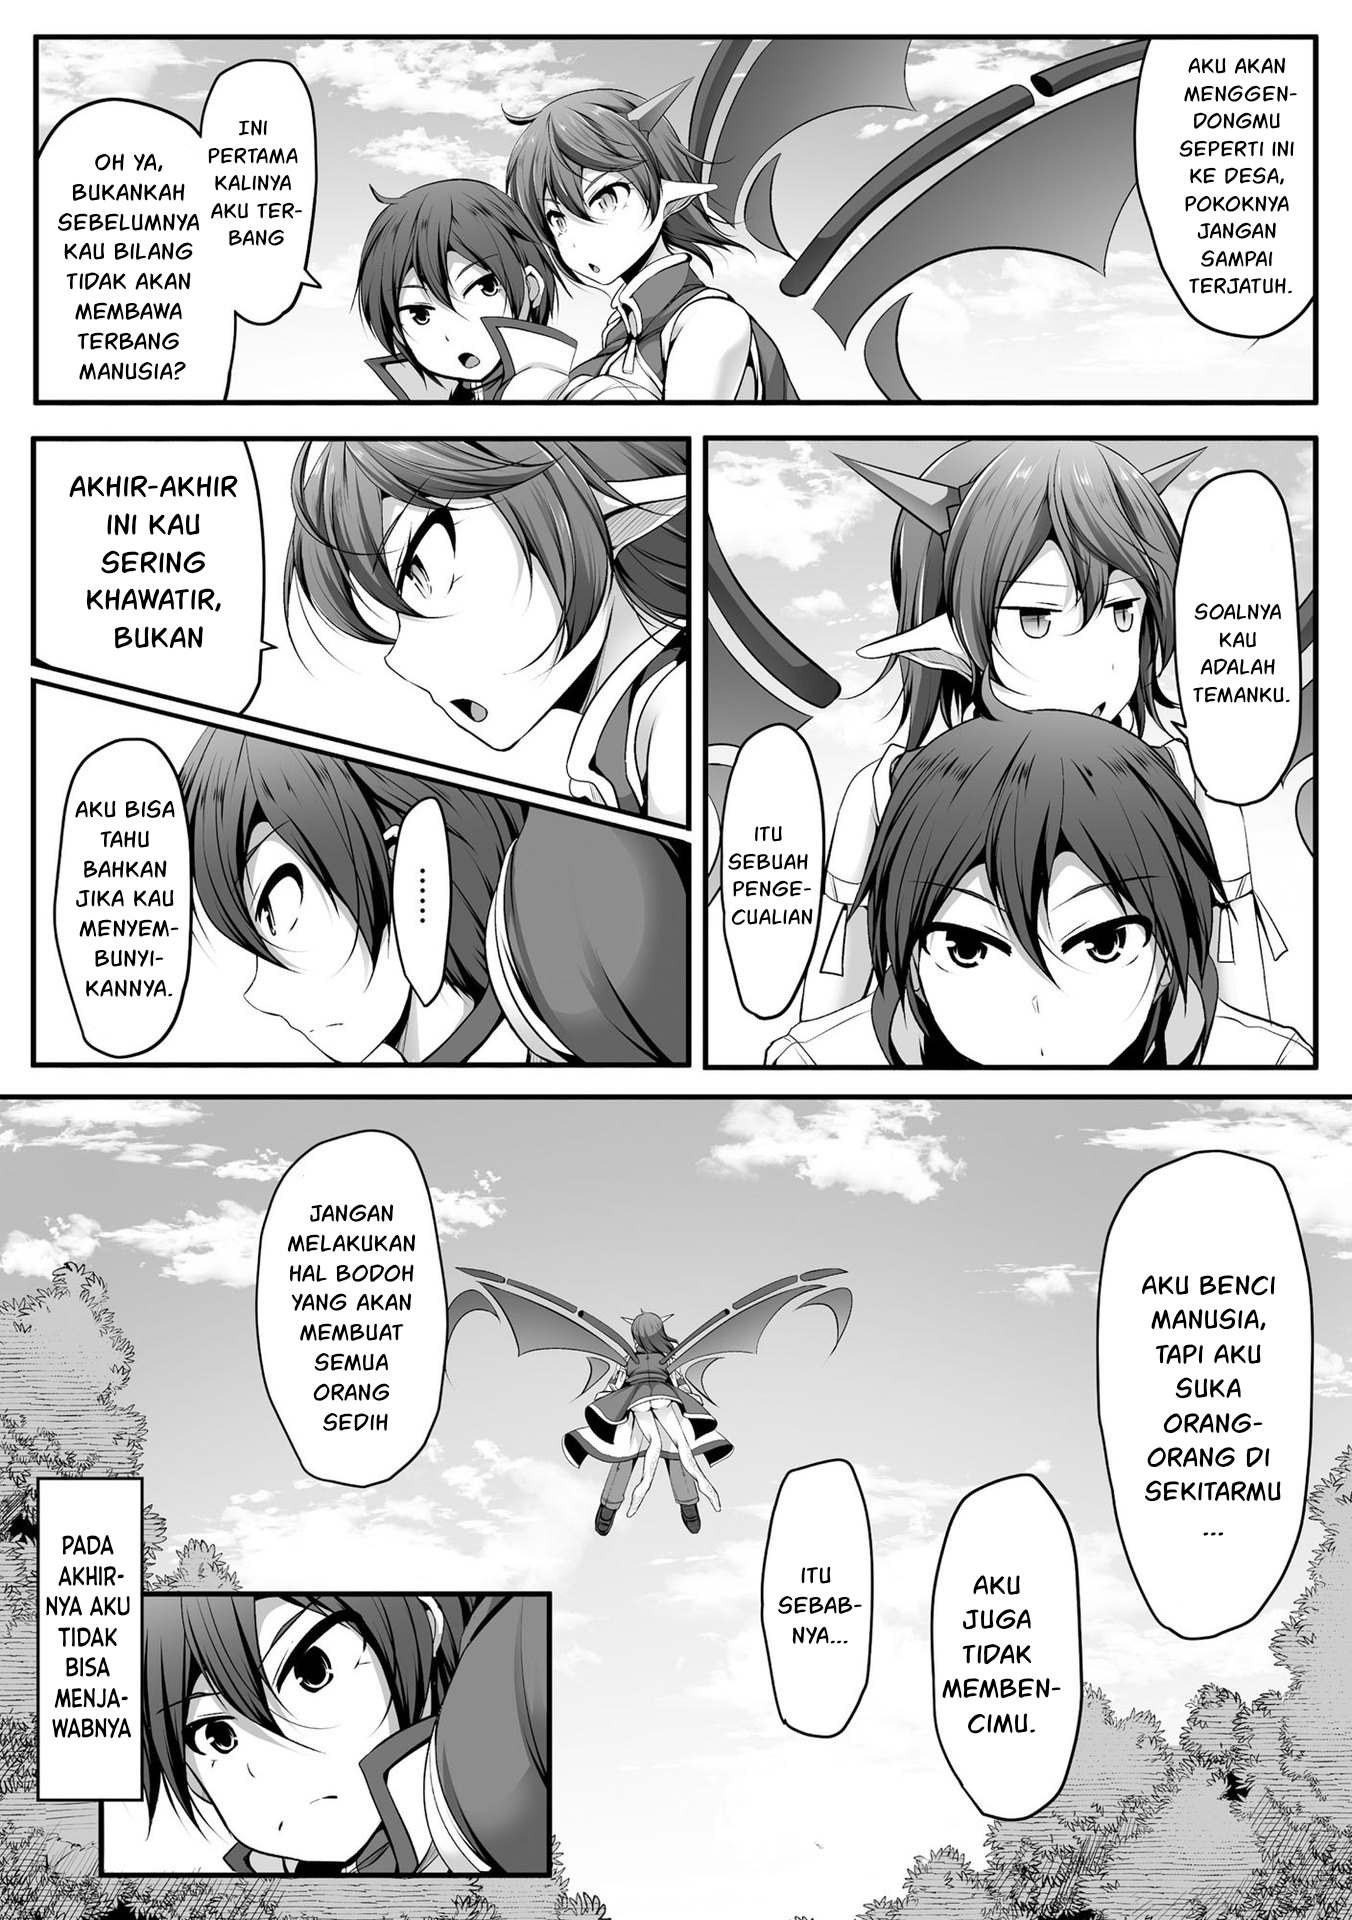 AKU AKAN
MENGGEN-
DONGMU
SEPERTI INI
KE DESA,
POKOKNYA
JANGAN
SAMPAI
TERJATUH.
INI
PERTAMA
KALINYA
AKU TER-
BANG
OH YA,
BUKANKAH
SEBELUMNYA
KAU BILANG
TIDAK AKAN
MEMBAWA
TERBANG
MANUSIA?
SOALNYA
KAU
ADALAH
TEMANKU.
ITU
SEBUAH
PENGE-
CUALIAN
AKHIR-AKHIR
INI KAU
SERING
KHAWATIR,
BUKAN
.......
AKU BISA
TAHU
BAHKAN
JIKA KAU
MENYEM-
BUNYI-
KANNYA.
AKU BENCI
MANUSIA,
TAPI AKU
SUKA
ORANG-
ORANG DI
SEKITARMU
...
AKU
JUGA
TIDAK
MEMBEN-
CIMU.
ITU
SEBAB-
NYA...
JANGAN
MELAKUKAN
HAL BODOH
YANG AKAN
MEMBUAT
SEMUA
ORANG
SEDIH
PADA
AKHIR-
NYA AKU
TIDAK
BISA
MENJA-
WABNYA